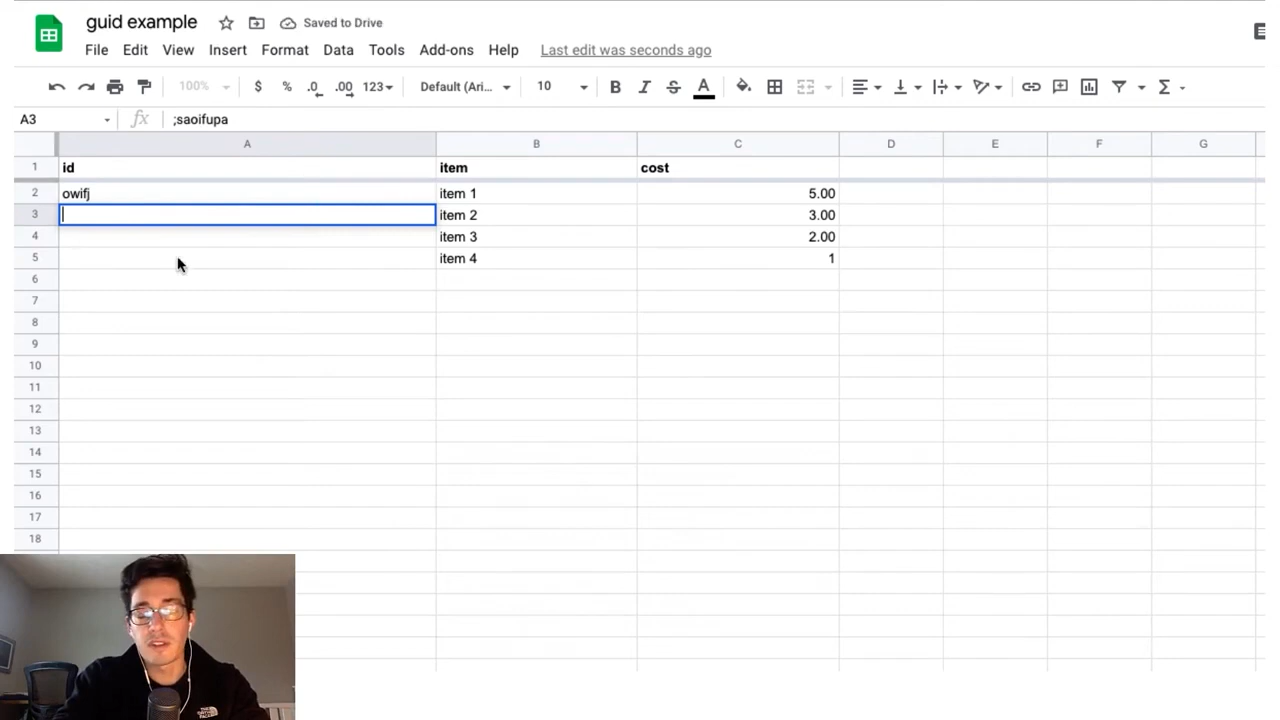 guid example Saved to Drive
File Edit View Insert Format Data Tools Add-ons Help Last edit was seconds ago
100% $ % .0 .00 123 Default (Ari... 10 B I S A Σ
A3 fx ;saoifupa
A B C D E F G
1 id item cost
2 owifj item 1 5.00
3 item 2 3.00
4 item 3 2.00
5 item 4 1
6
7
8
9
10
11
12
13
14
15
16
17
18
THE NORTH FACE